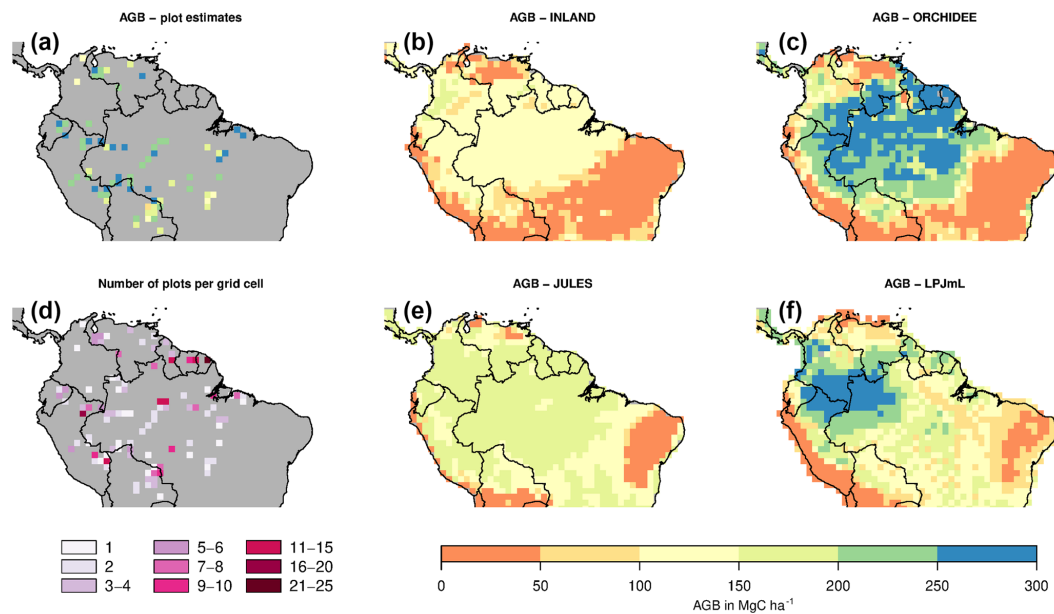 AGB – plot estimates
AGB – INLAND
AGB – ORCHIDEE
(a)
(b)
(c)
Number of plots per grid cell
AGB – JULES
AGB – LPJmL
(d)
(e)
(f)
1
5–6
11–15
2
7–8
16–20
3–4
9–10
21–25
0 50 100 150 200 250 300
AGB in MgC ha⁻¹